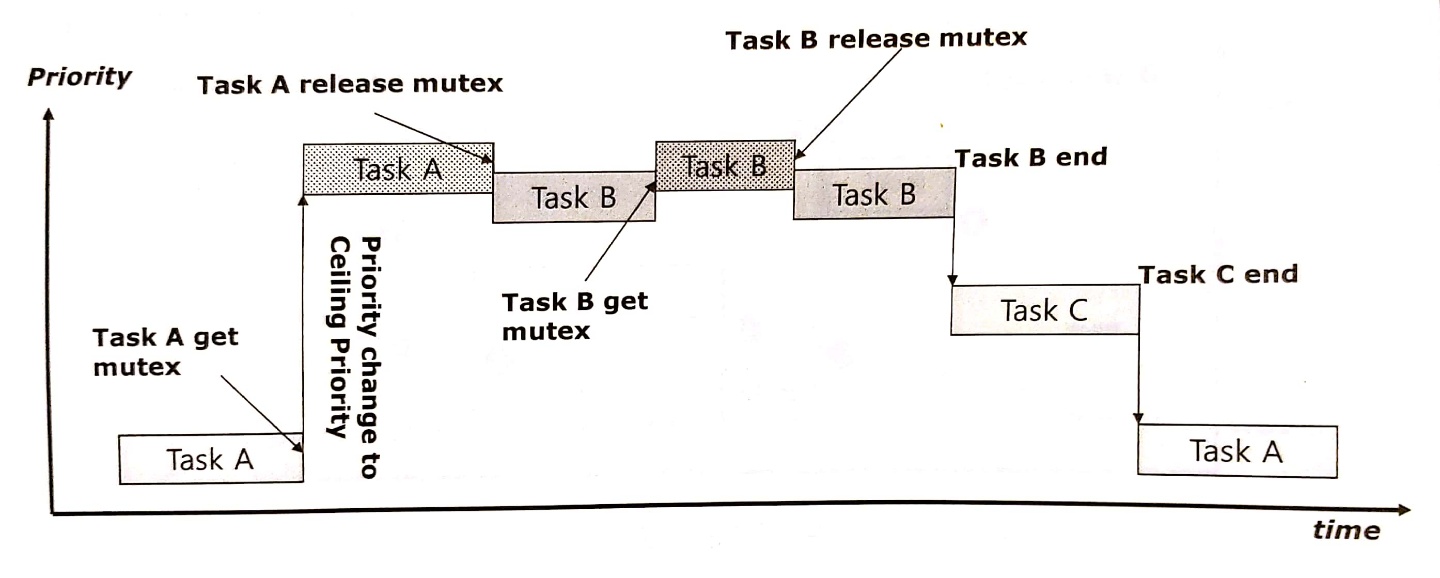 Task B release mutex
Priority
Task A release mutex
Task A
Task B
Task B
Task B
Task B end
Priority change to
Ceiling Priority
Task B get
mutex
Task C end
Task C
Task A get
mutex
Task A
Task A
time